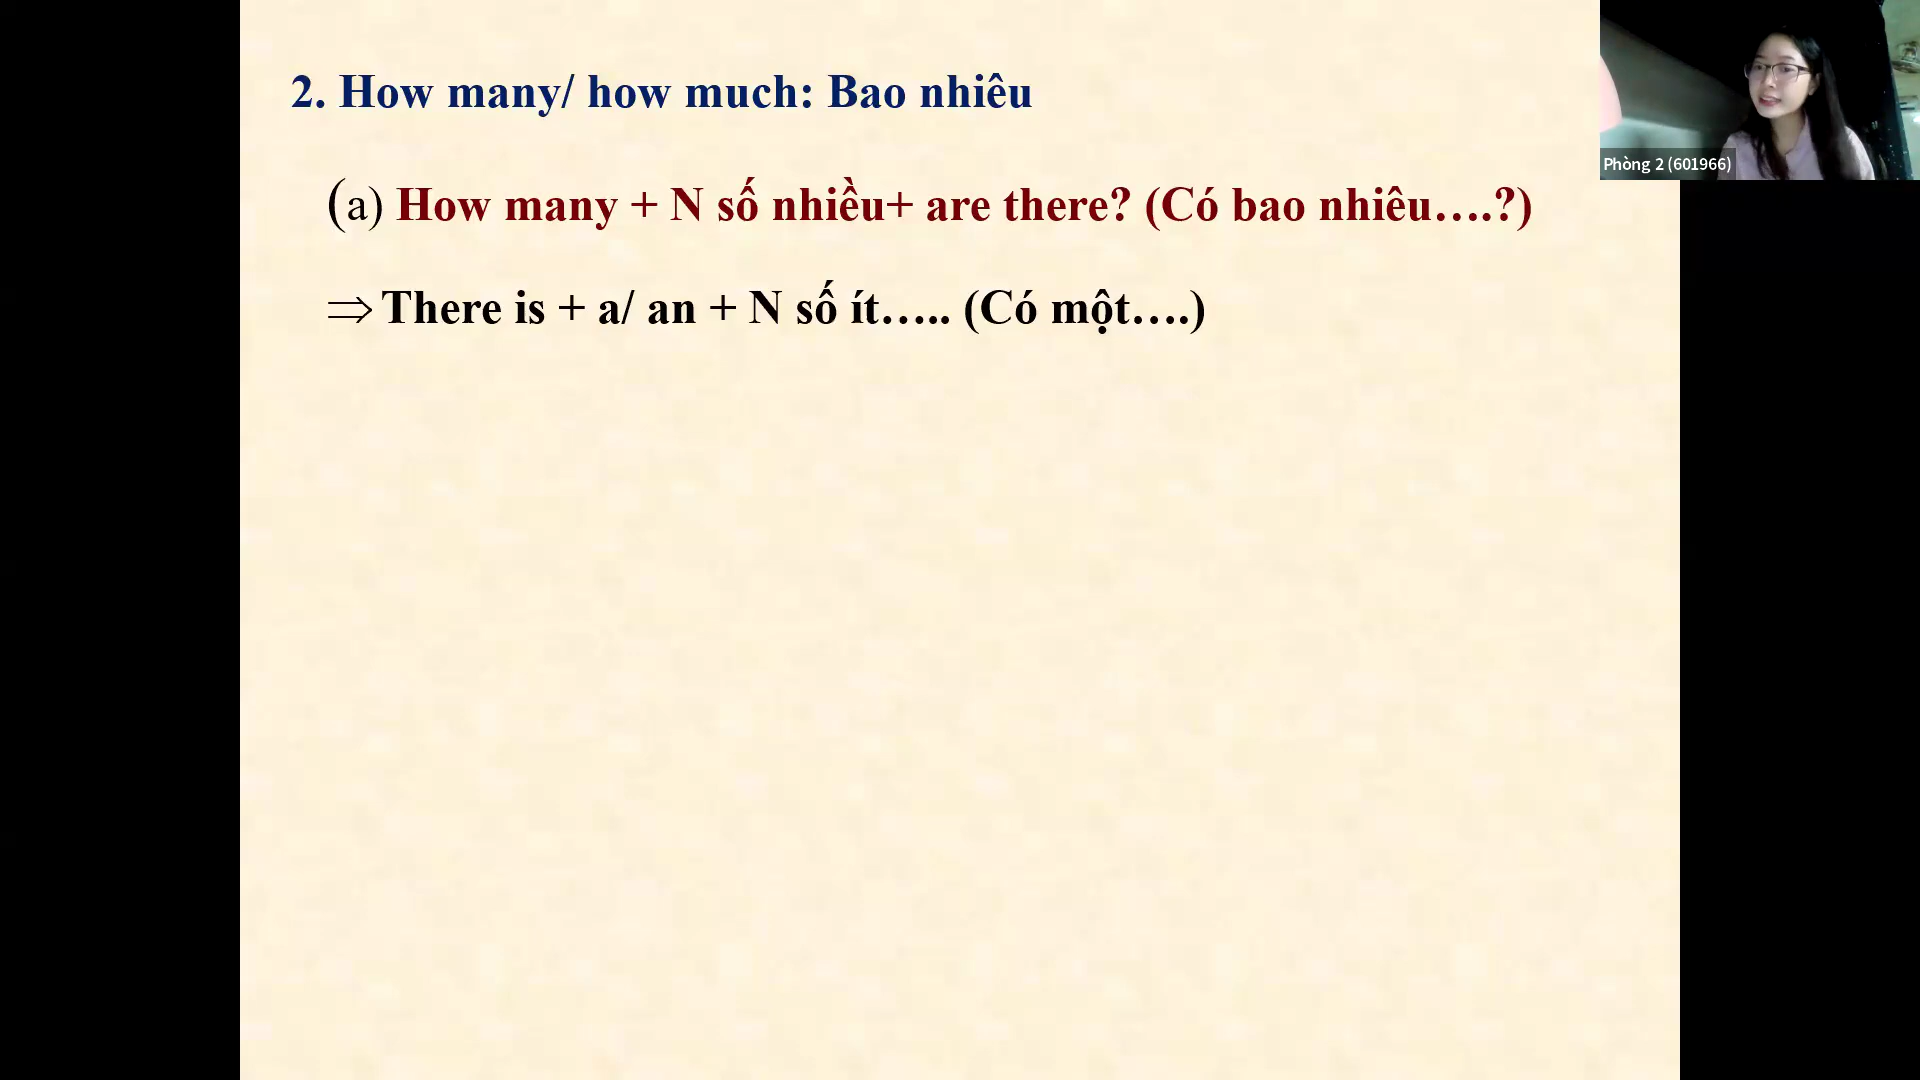 2. How many/ how much: Bao nhiêu
(a) How many + N số nhiều+ are there? (Có bao nhiêu….?)
⇒ There is + a/ an + N số ít….. (Có một….)
Phòng 2 (601966)